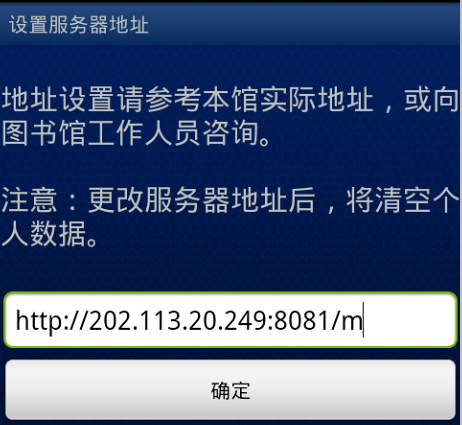 设置服务器地址
地址设置请参考本馆实际地址，或向
图书馆工作人员咨询。
注意：更改服务器地址后，将清空个
人数据。
http://202.113.20.249:8081/m
确定